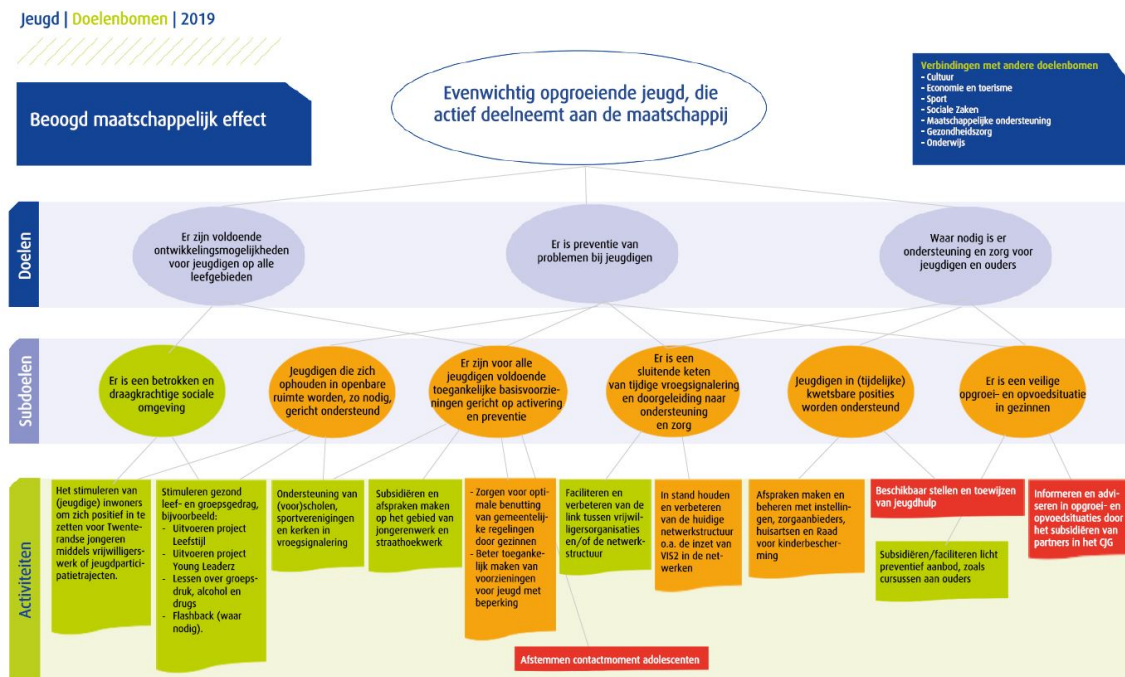 Jeugd | Doelenbomen | 2019
Beoogd maatschappelijk effect
Evenwichtig opgroeiende jeugd, die
actief deelneemt aan de maatschappij
Verbindingen met andere doelenbomen
- Cultuur
- Economie en toerisme
- Sport
- Sociale Zaken
- Maatschappelijke ondersteuning
- Gezondheidszorg
- Onderwijs
Doelen
Er zijn voldoende
ontwikkelingsmogelijkheden
voor jeugdigen op alle
leefgebieden
Er is preventie van
problemen bij jeugdigen
Waar nodig is er
ondersteuning en zorg voor
jeugdigen en ouders
Subdoelen
Er is een betrokken en
draagkrachtige sociale
omgeving
Jeugdigen die zich
ophouden in openbare
ruimte worden, zo nodig,
gericht ondersteund
Er zijn voor alle
jeugdigen voldoende
toegankelijke basisvoorzie-
ningen gericht op activering
en preventie
Er is een
sluitende keten
van tijdige vroegsignalering
en doorgeleiding naar
ondersteuning
en zorg
Jeugdigen in (tijdelijke)
kwetsbare posities
worden ondersteund
Er is een veilige
opgroei- en opvoedsituatie
in gezinnen
Activiteiten
Het stimuleren van
(jeugdige) inwoners
om zich positief in te
zetten voor Twente-
randse jongeren
middels vrijwilligers-
werk of jeugdpartici-
patietrajecten.
Stimuleren gezond
leef- en groepsgedrag,
bijvoorbeeld:
- Uitvoeren project
Leefstijl
- Uitvoeren project
Young Leaderz
- Lessen over groeps-
druk, alcohol en
drugs
- Flashback (waar
nodig).
Ondersteuning van
(voor)scholen,
sportverenigingen
en kerken in
vroegsignalering
Subsidiëren en
afspraken maken
op het gebied van
jongerenwerk en
straathoekwerk
- Zorgen voor opti-
male benutting
van gemeentelij-
ke regelingen
door gezinnen
- Beter toeganke-
lijk maken van
voorzieningen
voor jeugd met
beperking
Faciliteren en
verbeteren van de
link tussen vrijwil-
ligersorganisaties
en/of de netwerk-
structuur
In stand houden
en verbeteren
van de huidige
netwerkstructuur
o.a. de inzet van
VIS2 in de net-
werken
Afspraken maken en
beheren met instellin-
gen, zorgaanbieders,
huisartsen en Raad
voor kinderbescher-
ming
Beschikbaar stellen en toewijzen
van jeugdhulp
Subsidiëren/faciliteren licht
preventief aanbod, zoals
cursussen aan ouders
Informeren en advi-
seren in opgroei- en
opvoedsituaties door
het subsidiëren van
partners in het CJG
Afstemmen contactmoment adolescenten